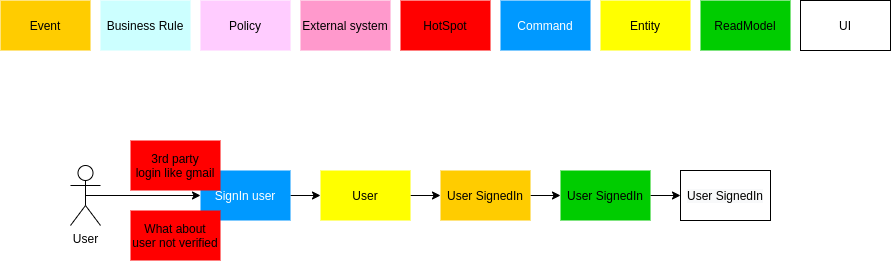 Event
Business Rule
Policy
External system
HotSpot
Command
Entity
ReadModel
UI
3rd party
login like gmail
SignIn user
User
User SignedIn
User SignedIn
User SignedIn
What about
user not verified
User